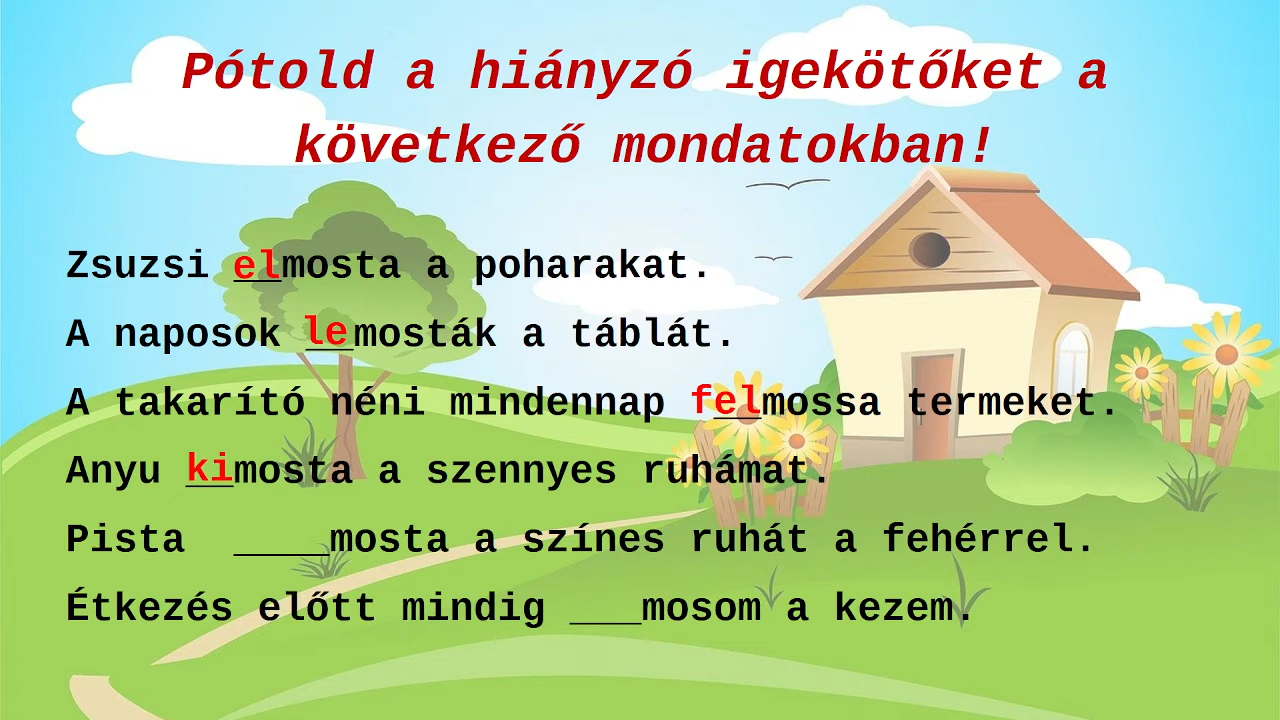 Pótold a hiányzó igekötőket a
következő mondatokban!
Zsuzsi elmosta a poharakat.
A naposok lemosták a táblát.
A takarító néni mindennap felmossa termeket.
Anyu kimosta a szennyes ruhámat.
Pista ____mosta a színes ruhát a fehérrel.
Étkezés előtt mindig ___mosom a kezem.